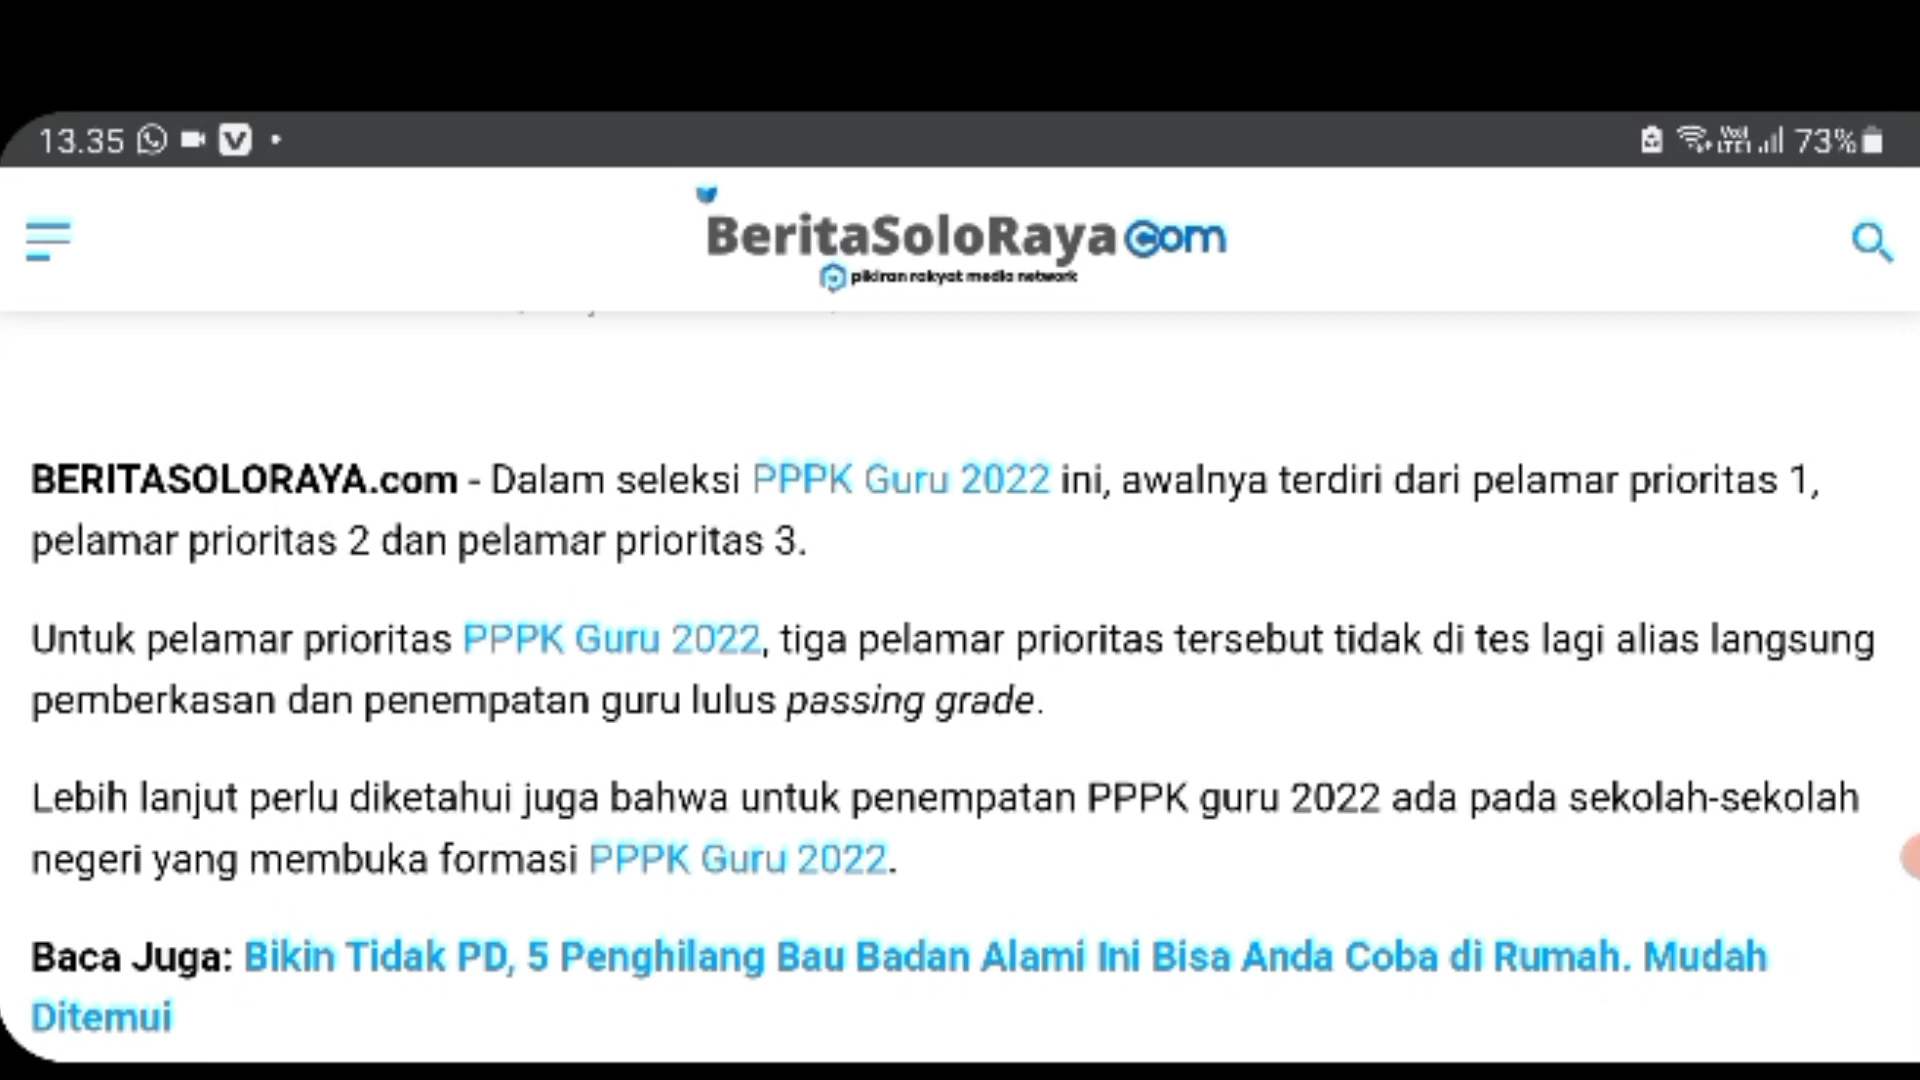 13.35
73%
BeritaSoloRaya com
pikiran rakyat media network
BERITASOLORAYA.com - Dalam seleksi PPPK Guru 2022 ini, awalnya terdiri dari pelamar prioritas 1,
pelamar prioritas 2 dan pelamar prioritas 3.
Untuk pelamar prioritas PPPK Guru 2022, tiga pelamar prioritas tersebut tidak di tes lagi alias langsung
pemberkasan dan penempatan guru lulus passing grade.
Lebih lanjut perlu diketahui juga bahwa untuk penempatan PPPK guru 2022 ada pada sekolah-sekolah
negeri yang membuka formasi PPPK Guru 2022.
Baca Juga: Bikin Tidak PD, 5 Penghilang Bau Badan Alami Ini Bisa Anda Coba di Rumah. Mudah
Ditemui